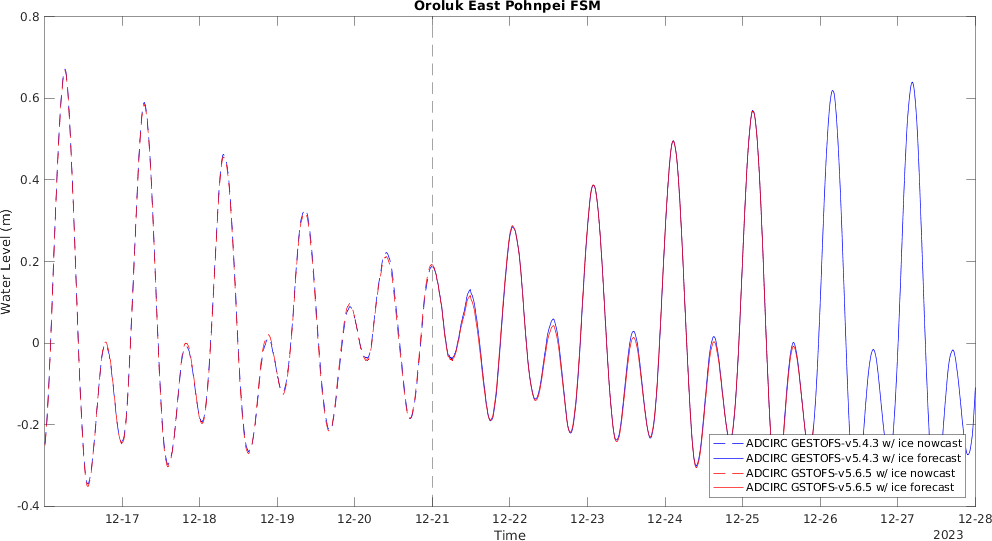 Oroluk East Pohnpei FSM
0.8
0.6
0.4
0.2
0
-0.2
-0.4
Water Level (m)
12-17 12-18 12-19 12-20 12-21 12-22 12-23 12-24 12-25 12-26 12-27 12-28
Time
2023
ADCIRC GESTOFS-v5.4.3 w/ ice nowcast
ADCIRC GESTOFS-v5.4.3 w/ ice forecast
ADCIRC GSTOFS-v5.6.5 w/ ice nowcast
ADCIRC GSTOFS-v5.6.5 w/ ice forecast